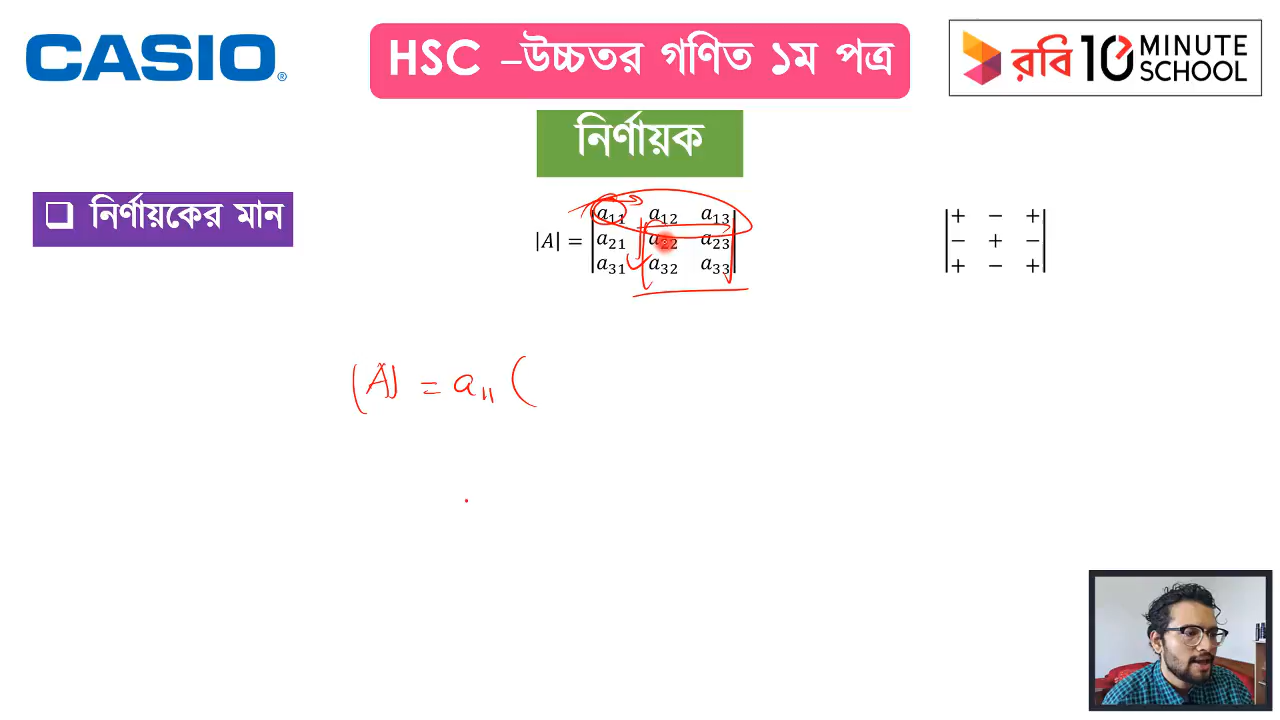 CASIO®
HSC –উচ্চতর গণিত ১ম পত্র
রবি 10 MINUTE SCHOOL
নির্ণায়ক
❑ নির্ণায়কের মান
|A| = |a₁₁ a₁₂ a₁₃|
|a₂₁ a₂₂ a₂₃|
|a₃₁ a₃₂ a₃₃|
|+ − +|
|− + −|
|+ − +|
|A| = a₁₁ (